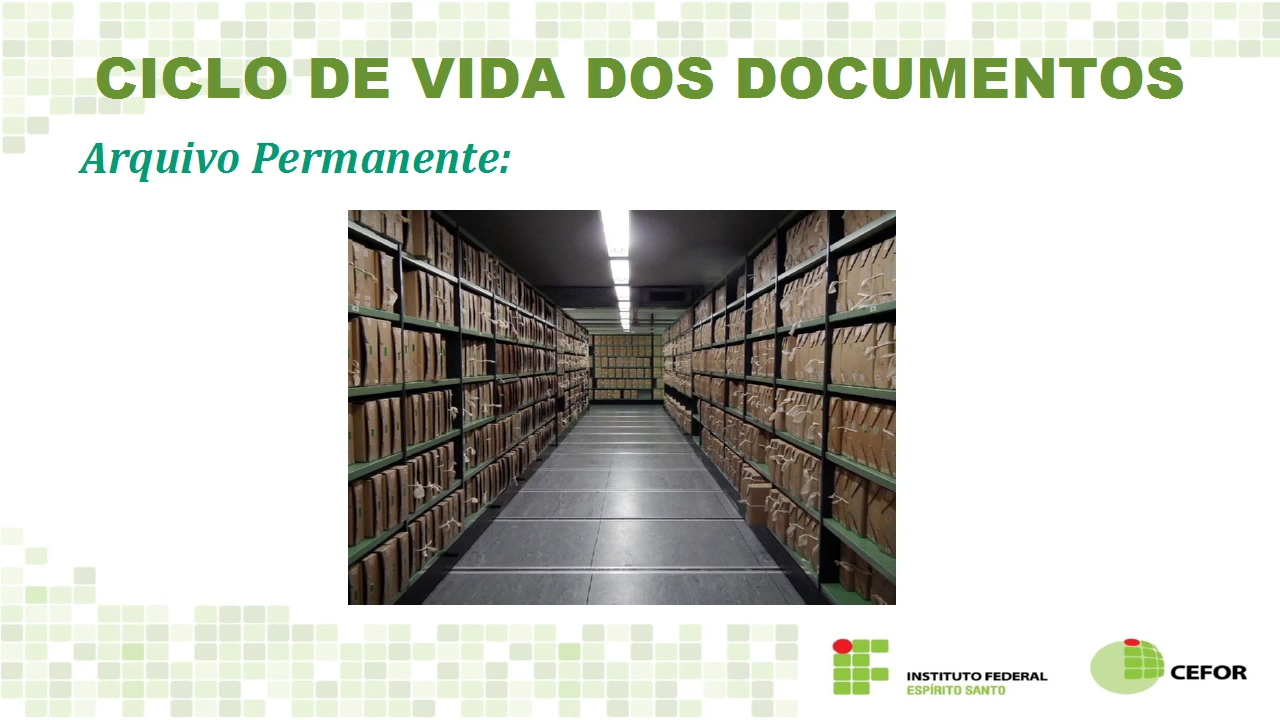 CICLO DE VIDA DOS DOCUMENTOS
Arquivo Permanente:
INSTITUTO FEDERAL
ESPÍRITO SANTO
CEFOR